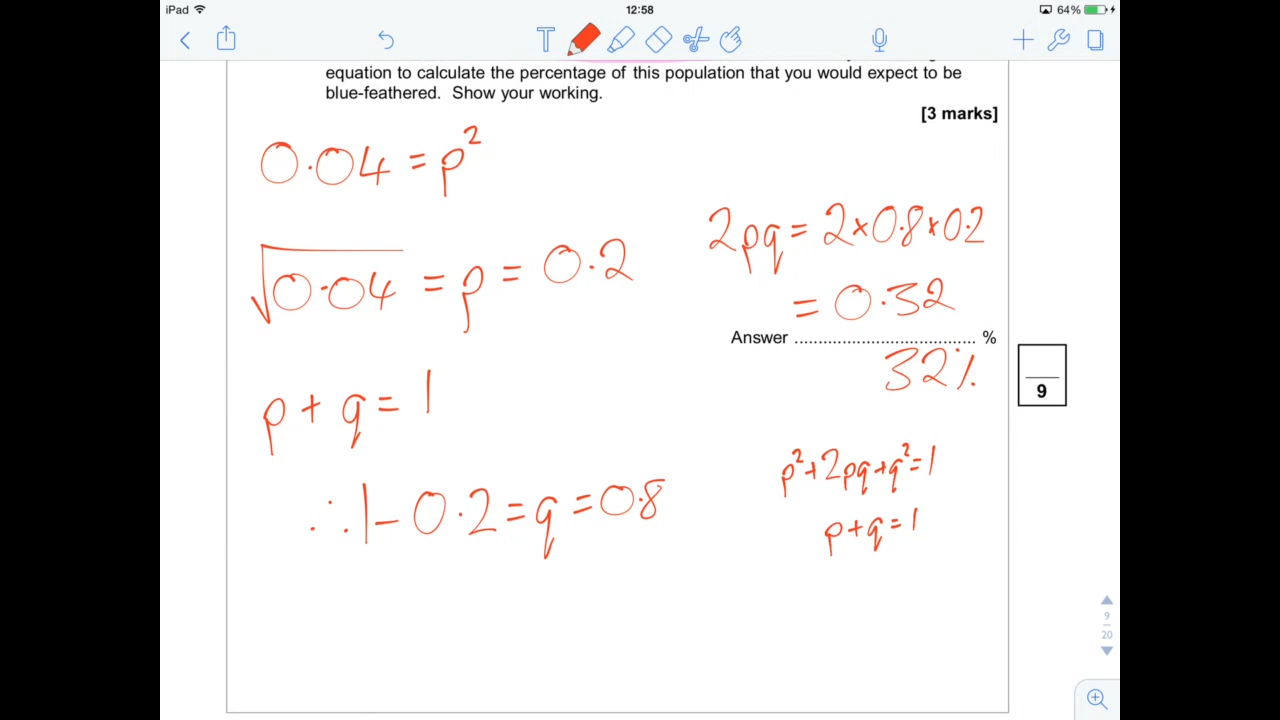 iPad
12:58
64%
T
equation to calculate the percentage of this population that you would expect to be
blue-feathered. Show your working.
[3 marks]
0.04 = p²
√0.04 = p = 0.2
p + q = 1
∴ 1 - 0.2 = q = 0.8
2pq = 2 × 0.8 × 0.2
= 0.32
Answer .................................... %
32%
9
p² + 2pq + q² = 1
p + q = 1
9
20